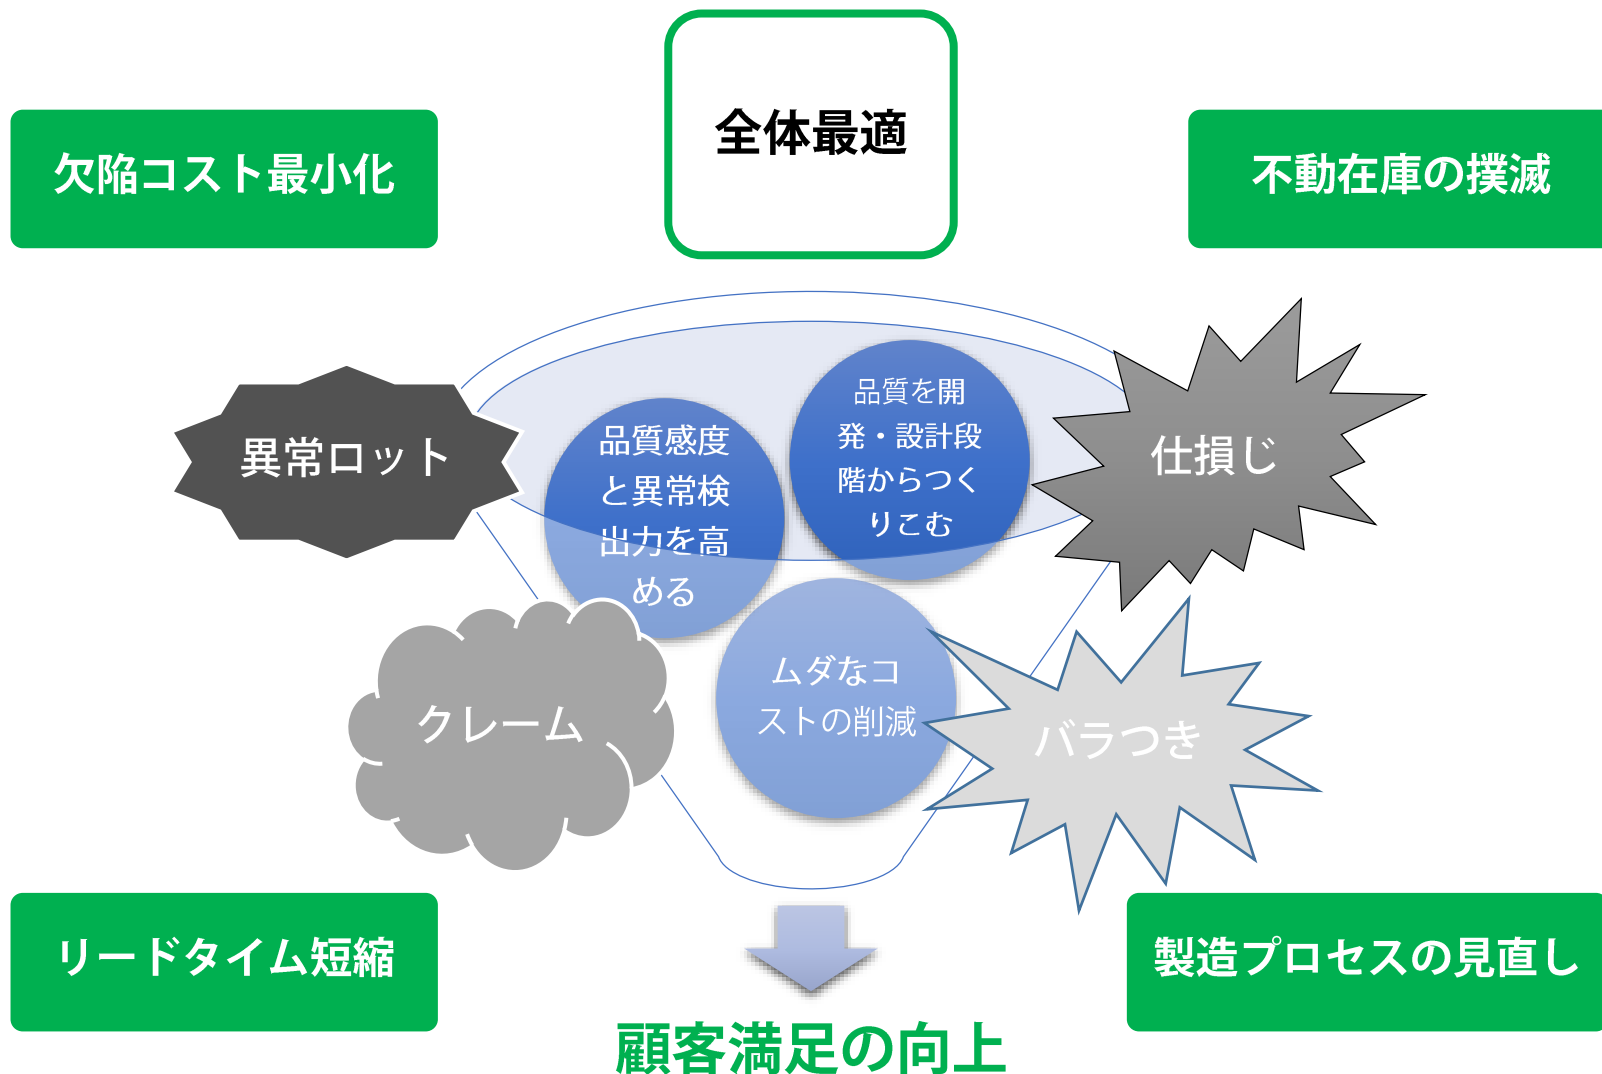 全体最適
欠陥コスト最小化
不動在庫の撲滅
異常ロット
品質感度
と異常検
出力を高
める
品質を開
発・設計段
階からつく
りこむ
仕損じ
クレーム
ムダなコ
ストの削減
バラつき
リードタイム短縮
製造プロセスの見直し
顧客満足の向上